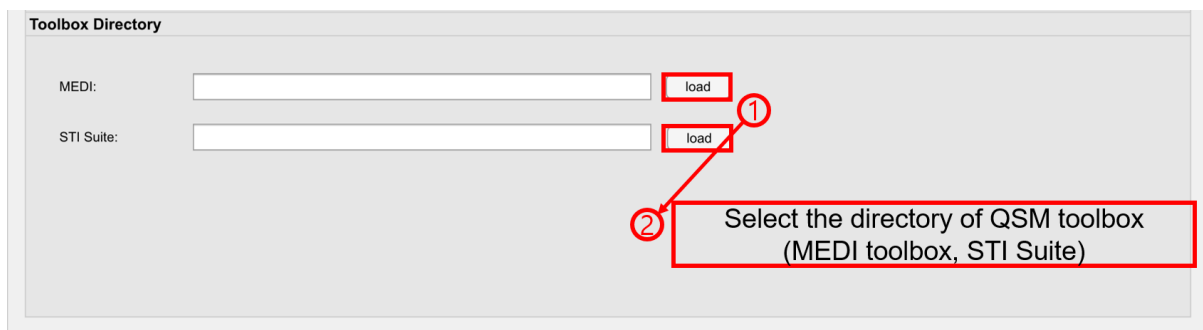 Toolbox Directory
MEDI:
load
1
STI Suite:
load
2
Select the directory of QSM toolbox
(MEDI toolbox, STI Suite)